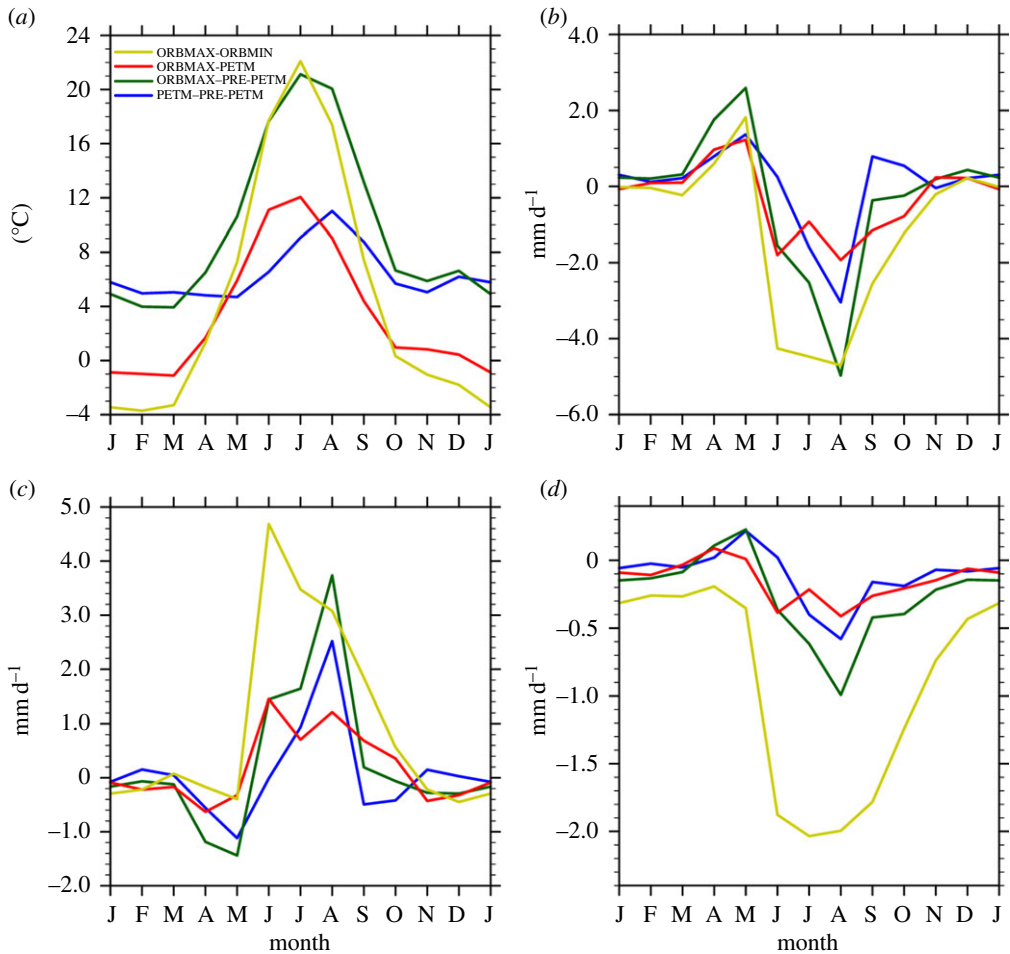 (a)
24
20
16
12
8
4
0
–4
(°C)
ORBMAX-ORBMIN
ORBMAX-PETM
ORBMAX–PRE-PETM
PETM–PRE-PETM
J F M A M J J A S O N D J
(b)
4.0
2.0
0
–2.0
–4.0
–6.0
mm d–1
J F M A M J J A S O N D J
(c)
5.0
4.0
3.0
2.0
1.0
0
–1.0
–2.0
mm d–1
J F M A M J J A S O N D J
month
(d)
0
–0.5
–1.0
–1.5
–2.0
mm d–1
J F M A M J J A S O N D J
month